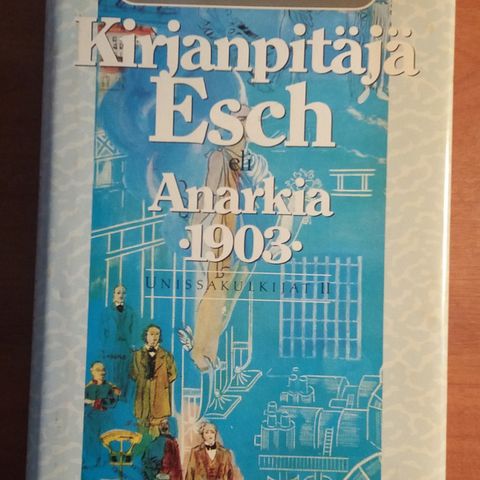 Kirjanpitäjä
Esch
eli
Anarkia
·1903·
UNISSAKULKIJAT II